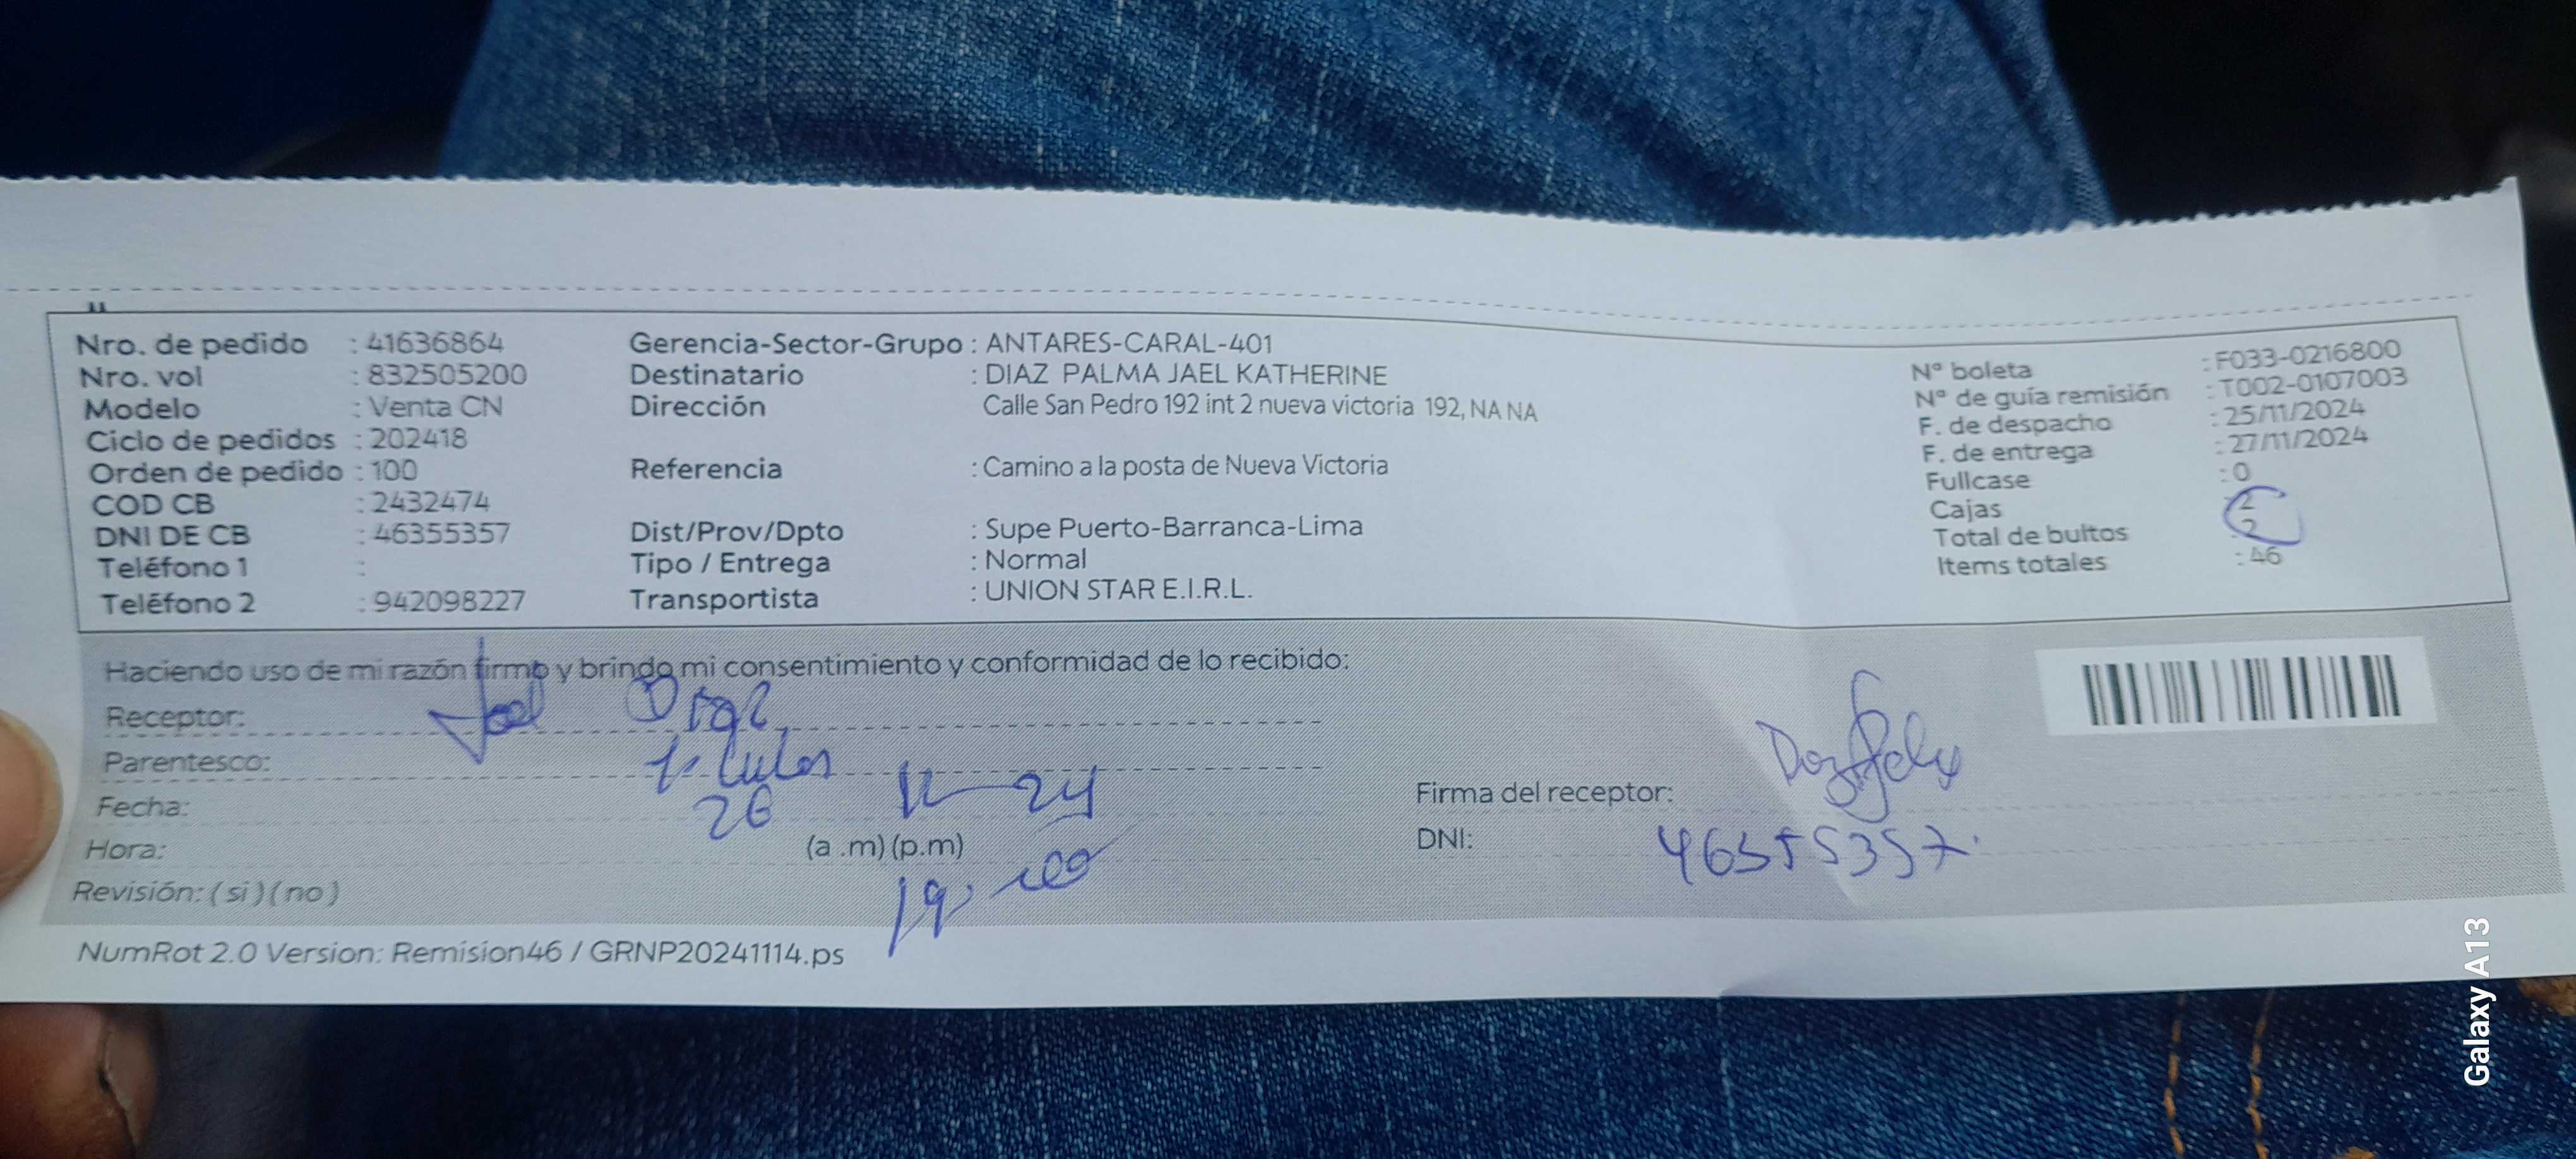 Nro. de pedido : 41636864
Nro. vol : 832505200
Modelo : Venta CN
Ciclo de pedidos : 202418
Orden de pedido : 100
COD CB : 2432474
DNI DE CB : 46355357
Teléfono 1 :
Teléfono 2 : 942098227
Gerencia-Sector-Grupo : ANTARES-CARAL-401
Destinatario : DIAZ PALMA JAEL KATHERINE
Dirección Calle San Pedro 192 int 2 nueva victoria 192, NA NA
Referencia : Camino a la posta de Nueva Victoria
Dist/Prov/Dpto : Supe Puerto-Barranca-Lima
Tipo / Entrega : Normal
Transportista : UNION STAR E.I.R.L.
N° boleta : F033-0216800
N° de guía remisión : T002-0107003
F. de despacho : 25/11/2024
F. de entrega : 27/11/2024
Fullcase : 0
Cajas : 2
Total de bultos : 2
Items totales : 46
Haciendo uso de mi razón firmo y brindo mi consentimiento y conformidad de lo recibido:
Receptor: Jael Diaz
Parentesco:
Fecha: 26 11 - 24
Hora: (a .m) (p.m)
Revisión: ( si ) ( no )
Firma del receptor:
DNI: 46355357
NumRot 2.0 Version: Remision46 / GRNP20241114.ps
Galaxy A13